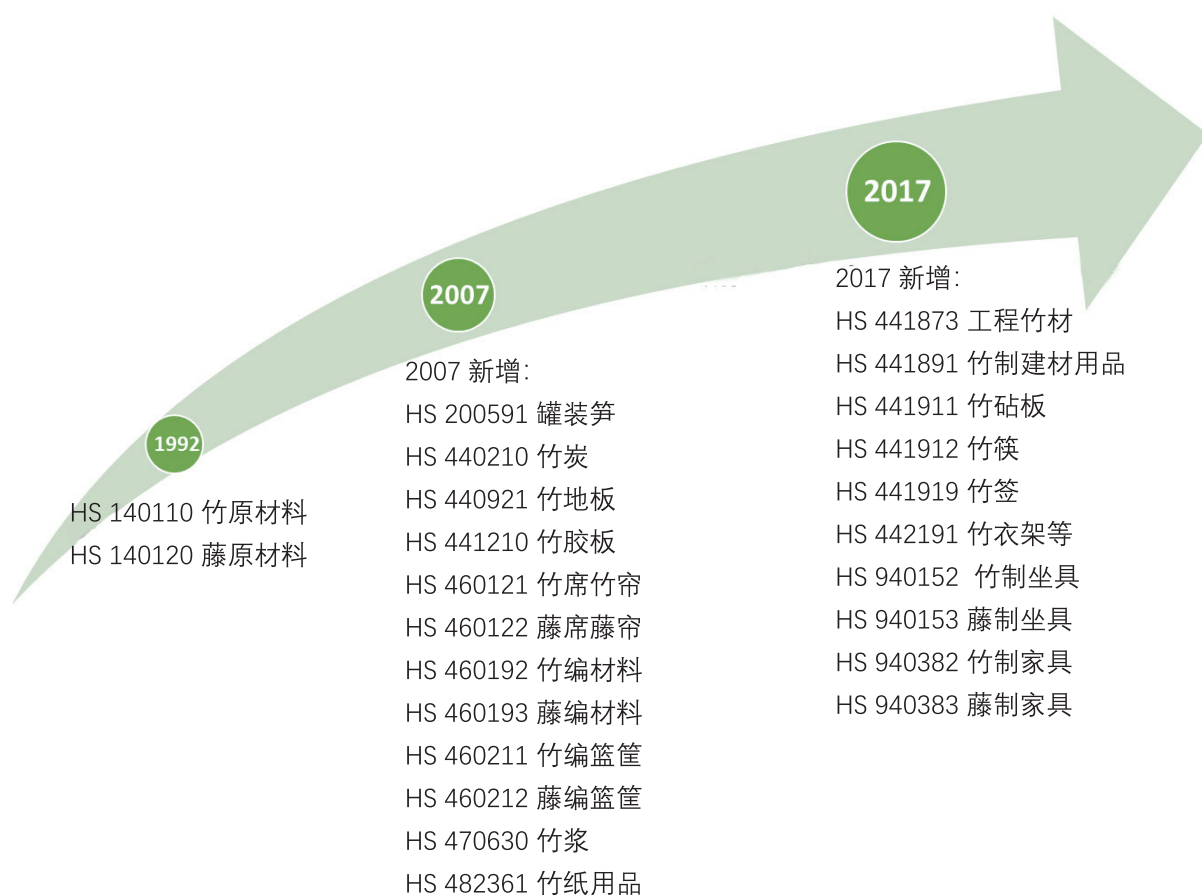 1992
HS 140110 竹原材料
HS 140120 藤原材料
2007
2007 新增：
HS 200591 罐装笋
HS 440210 竹炭
HS 440921 竹地板
HS 441210 竹胶板
HS 460121 竹席竹帘
HS 460122 藤席藤帘
HS 460192 竹编材料
HS 460193 藤编材料
HS 460211 竹编篮筐
HS 460212 藤编篮筐
HS 470630 竹浆
HS 482361 竹纸用品
2017
2017 新增：
HS 441873 工程竹材
HS 441891 竹制建材用品
HS 441911 竹砧板
HS 441912 竹筷
HS 441919 竹签
HS 442191 竹衣架等
HS 940152 竹制坐具
HS 940153 藤制坐具
HS 940382 竹制家具
HS 940383 藤制家具